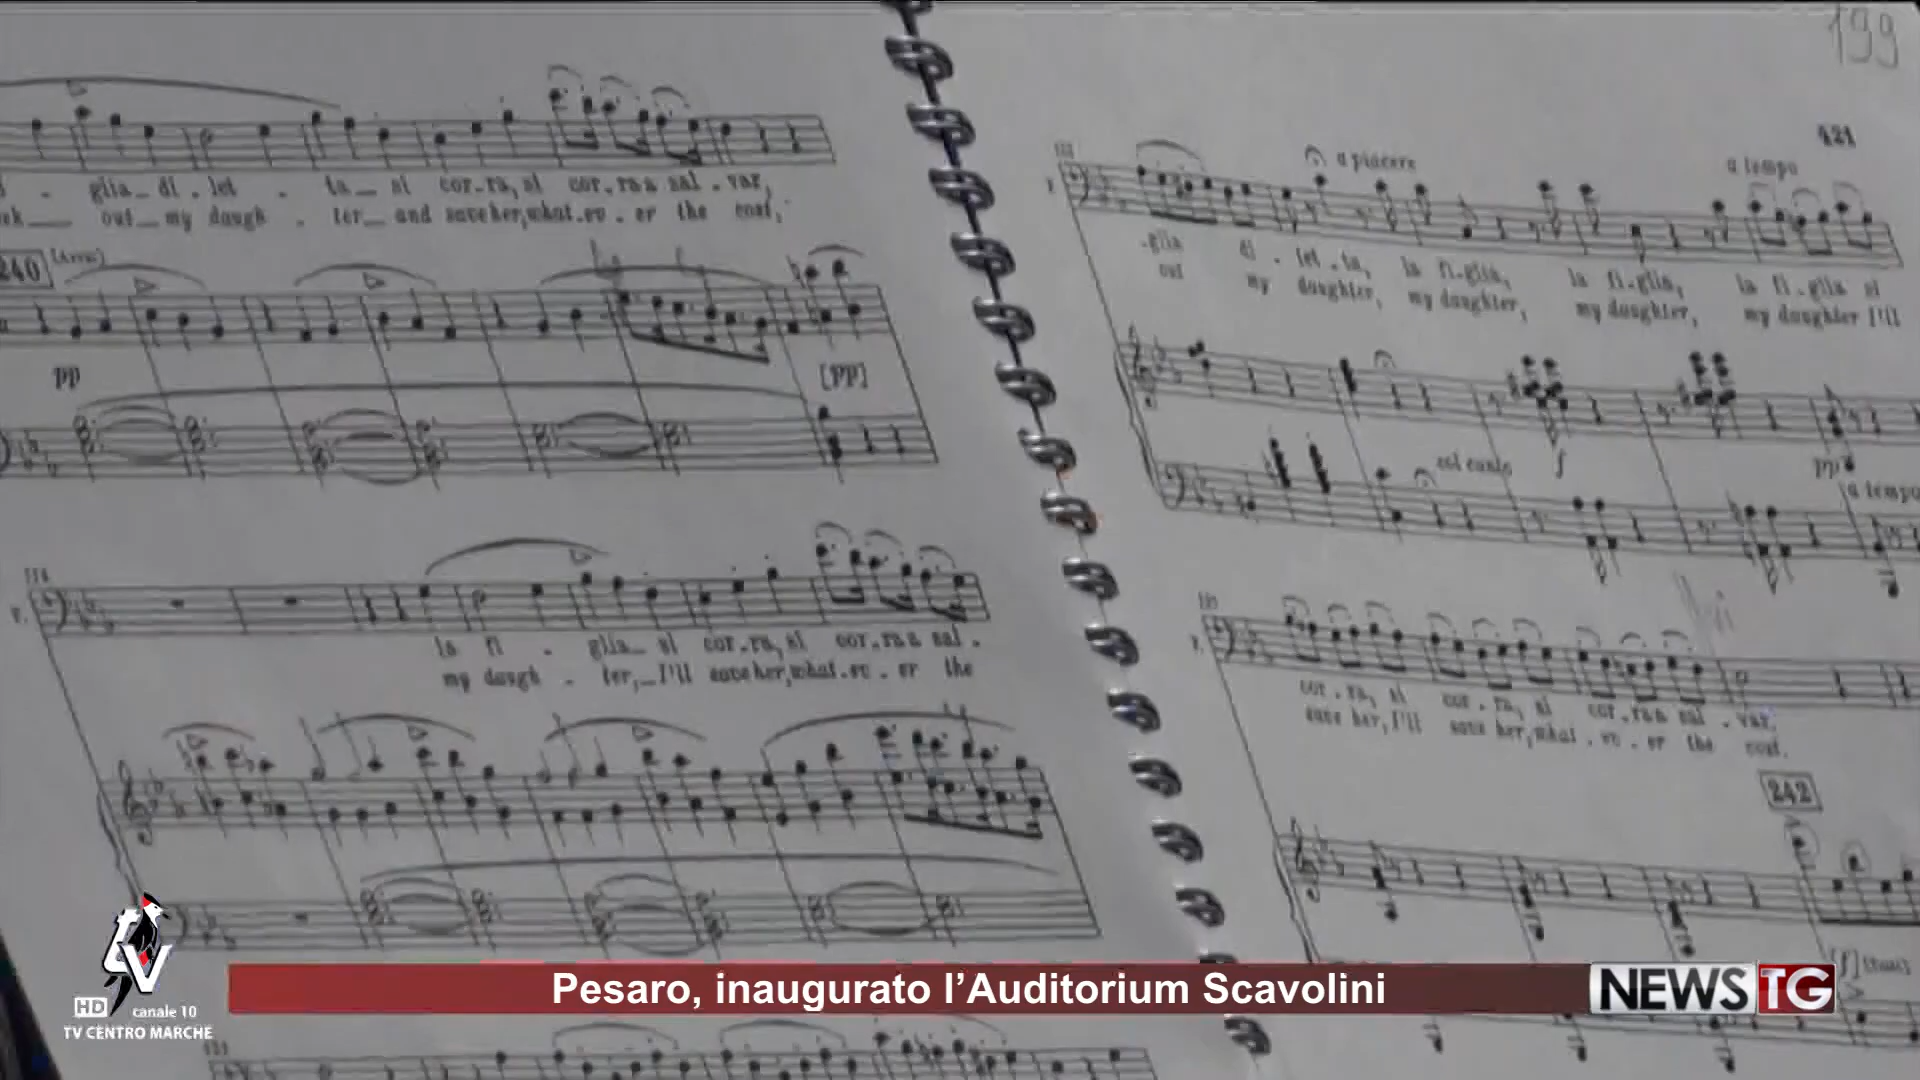 199
421
a piacere
a tempo
glia di . let . ta si cor.ra, si cor.ra a sal . var,
out my daugh . ter and save her, what.ev . er the cost,
.glia di . let . ta, la fi.glia, la fi.glia, la fi.glia si
out my daughter, my daughter, my daughter, my daughter I'll
240
pp
[pp]
col canto
f
pp
a tempo
la fi . glia si cor.ra, si cor.ra a sal .
my daugh . ter, I'll save her, what.ev . er the
cor.ra, si cor.ra, si cor.ra a sal . var.
save her, I'll save her, what.ev . er the cost.
242
HD canale 10
TV CENTRO MARCHE
Pesaro, inaugurato l'Auditorium Scavolini
NEWS TG